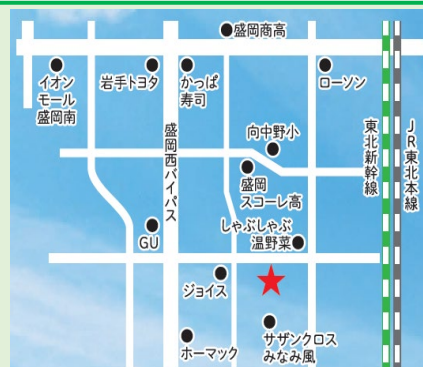 盛岡商高
イオン
モール
盛岡南
岩手トヨタ
かっぱ
寿司
ローソン
盛岡西バイパス
向中野小
盛岡
スコーレ高
東北新幹線
JR東北本線
GU
しゃぶしゃぶ
温野菜
ジョイス
ホーマック
サザンクロス
みなみ風